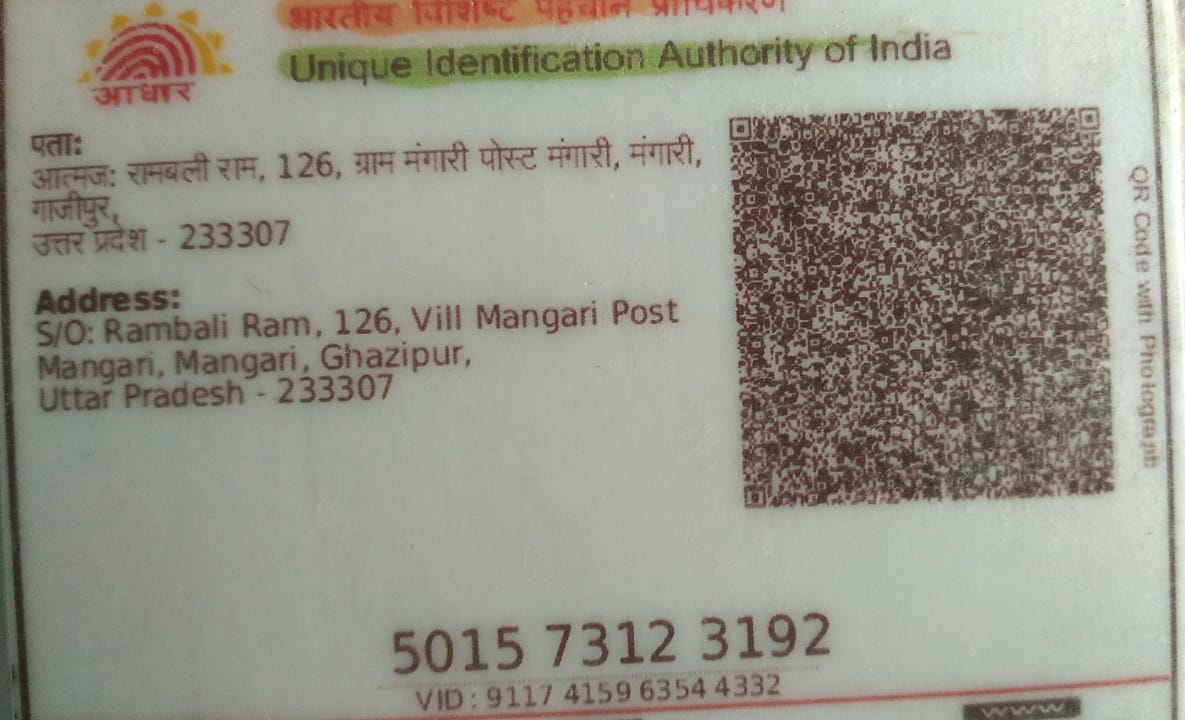 भारतीय विशिष्ट पहचान प्राधिकरण
Unique Identification Authority of India
आधार
पता:
आत्मज: रामबली राम, 126, ग्राम मंगारी पोस्ट मंगारी, मंगारी,
गाजीपुर,
उत्तर प्रदेश - 233307
Address:
S/O: Rambali Ram, 126, Vill Mangari Post
Mangari, Mangari, Ghazipur,
Uttar Pradesh - 233307
QR Code with Photograph
5015 7312 3192
VID : 9117 4159 6354 4332
www